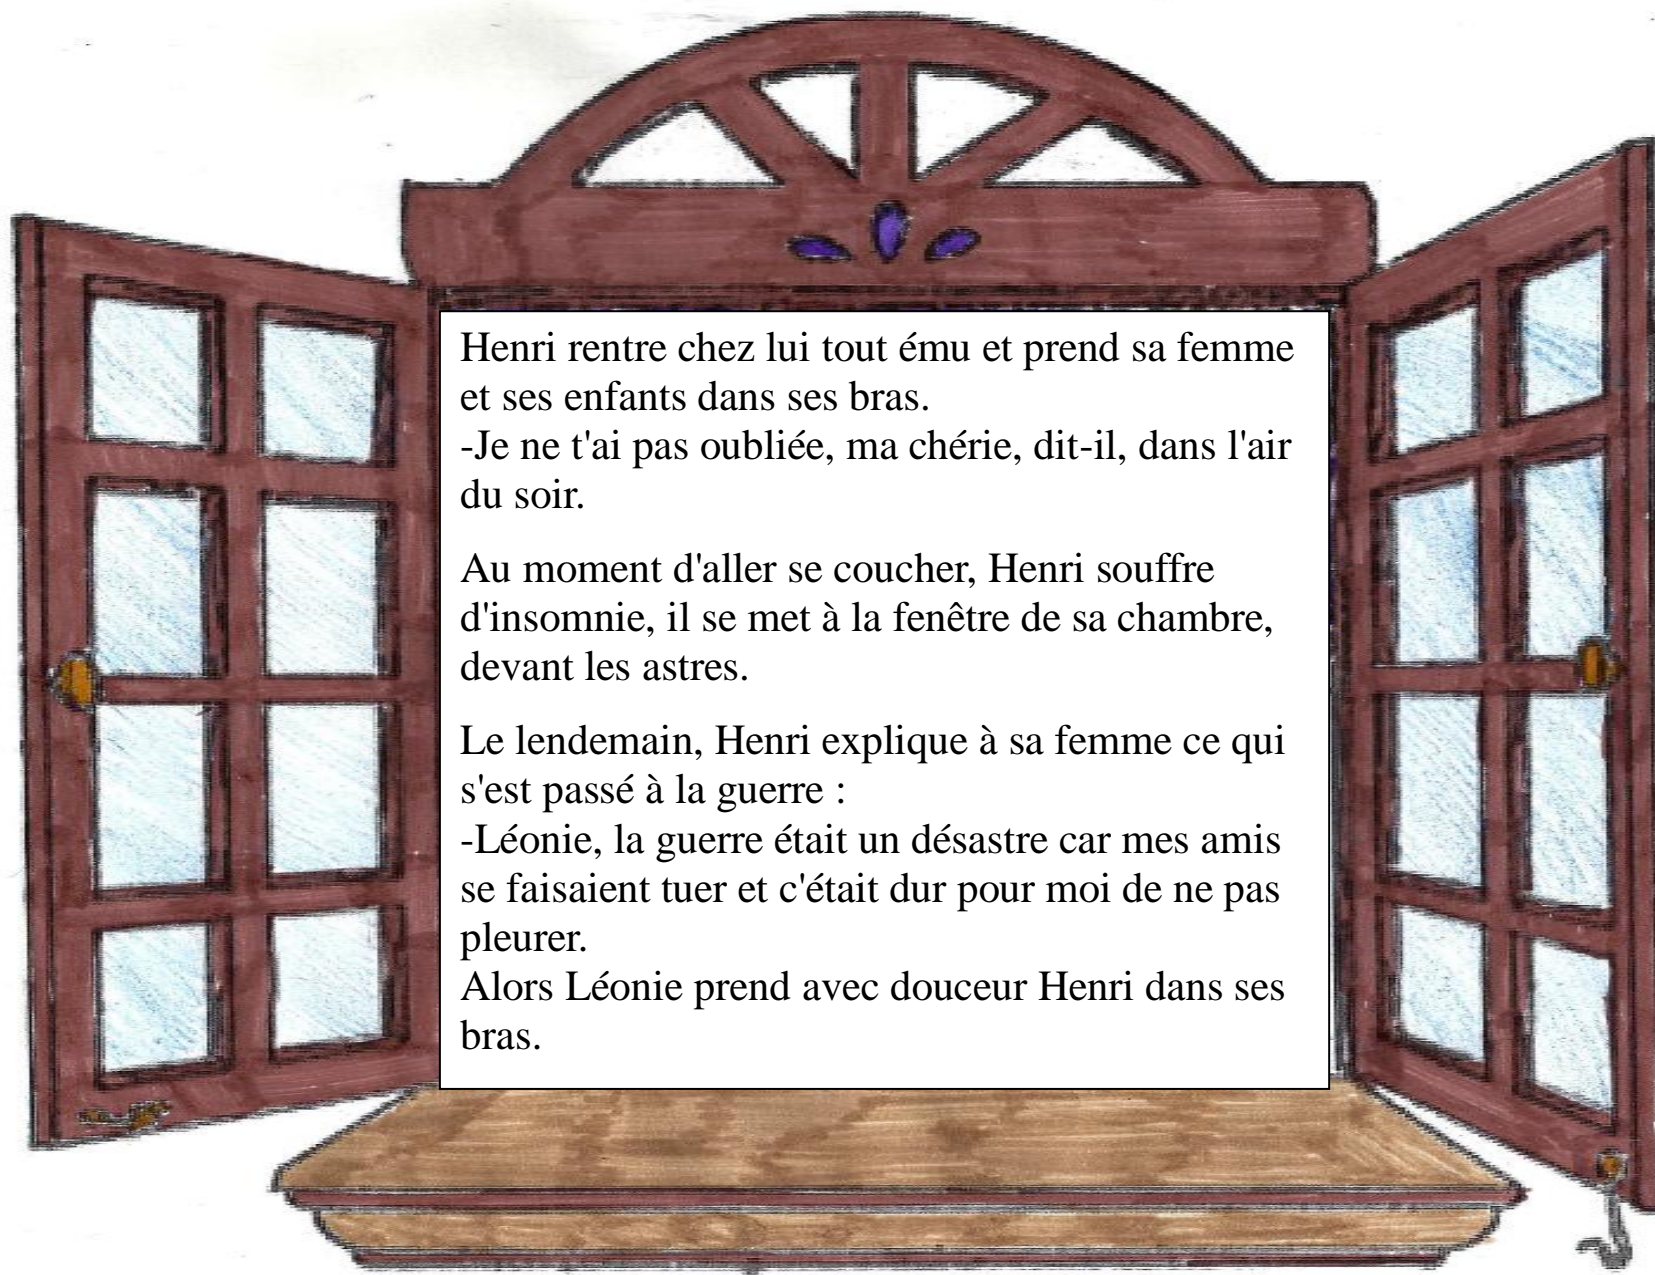 Henri rentre chez lui tout ému et prend sa femme
et ses enfants dans ses bras.
-Je ne t'ai pas oubliée, ma chérie, dit-il, dans l'air
du soir.
Au moment d'aller se coucher, Henri souffre
d'insomnie, il se met à la fenêtre de sa chambre,
devant les astres.
Le lendemain, Henri explique à sa femme ce qui
s'est passé à la guerre :
-Léonie, la guerre était un désastre car mes amis
se faisaient tuer et c'était dur pour moi de ne pas
pleurer.
Alors Léonie prend avec douceur Henri dans ses
bras.